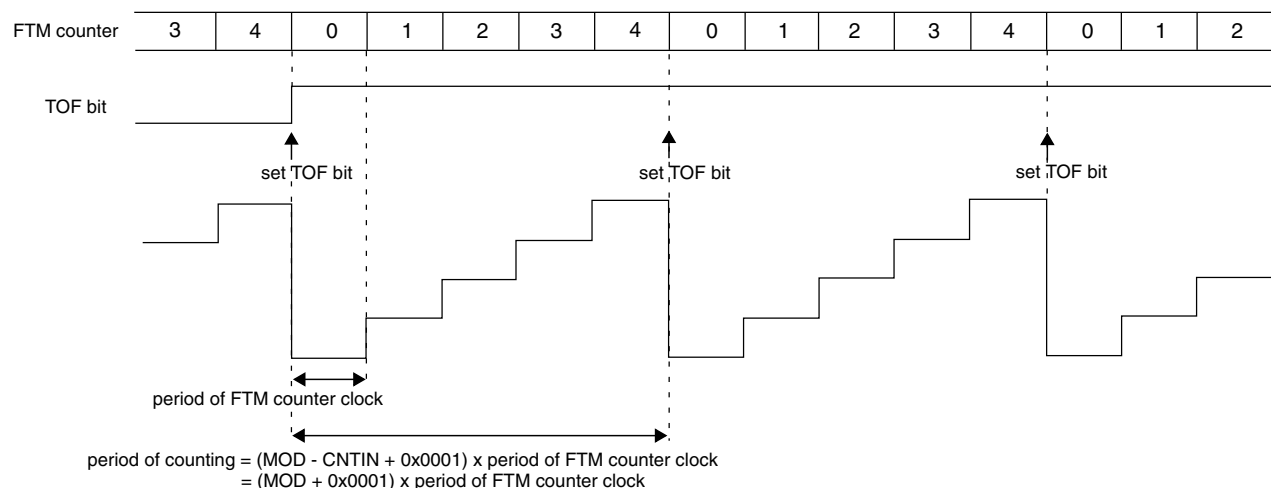 FTM counter 3 4 0 1 2 3 4 0 1 2 3 4 0 1 2
TOF bit
set TOF bit set TOF bit set TOF bit
period of FTM counter clock
period of counting = (MOD - CNTIN + 0x0001) x period of FTM counter clock
= (MOD + 0x0001) x period of FTM counter clock